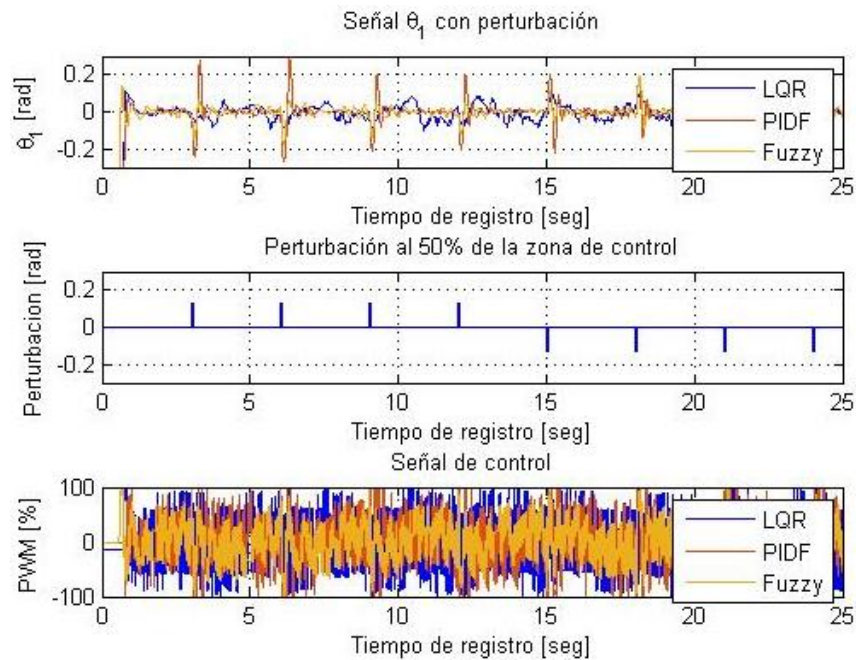 Señal θ1 con perturbación
θ1 [rad]
0.2
0
-0.2
LQR
PIDF
Fuzzy
0 5 10 15 20 25
Tiempo de registro [seg]
Perturbación al 50% de la zona de control
Perturbacion [rad]
0.2
0
-0.2
0 5 10 15 20 25
Tiempo de registro [seg]
Señal de control
PWM [%]
100
0
-100
LQR
PIDF
Fuzzy
0 5 10 15 20 25
Tiempo de registro [seg]